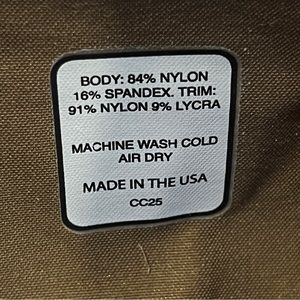 BODY: 84% NYLON
16% SPANDEX. TRIM:
91% NYLON 9% LYCRA
MACHINE WASH COLD
AIR DRY
MADE IN THE USA
CC25